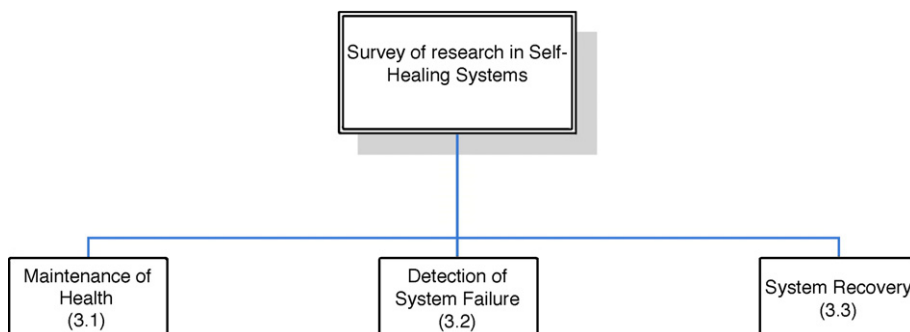 Survey of research in Self-
Healing Systems
Maintenance of
Health
(3.1)
Detection of
System Failure
(3.2)
System Recovery
(3.3)